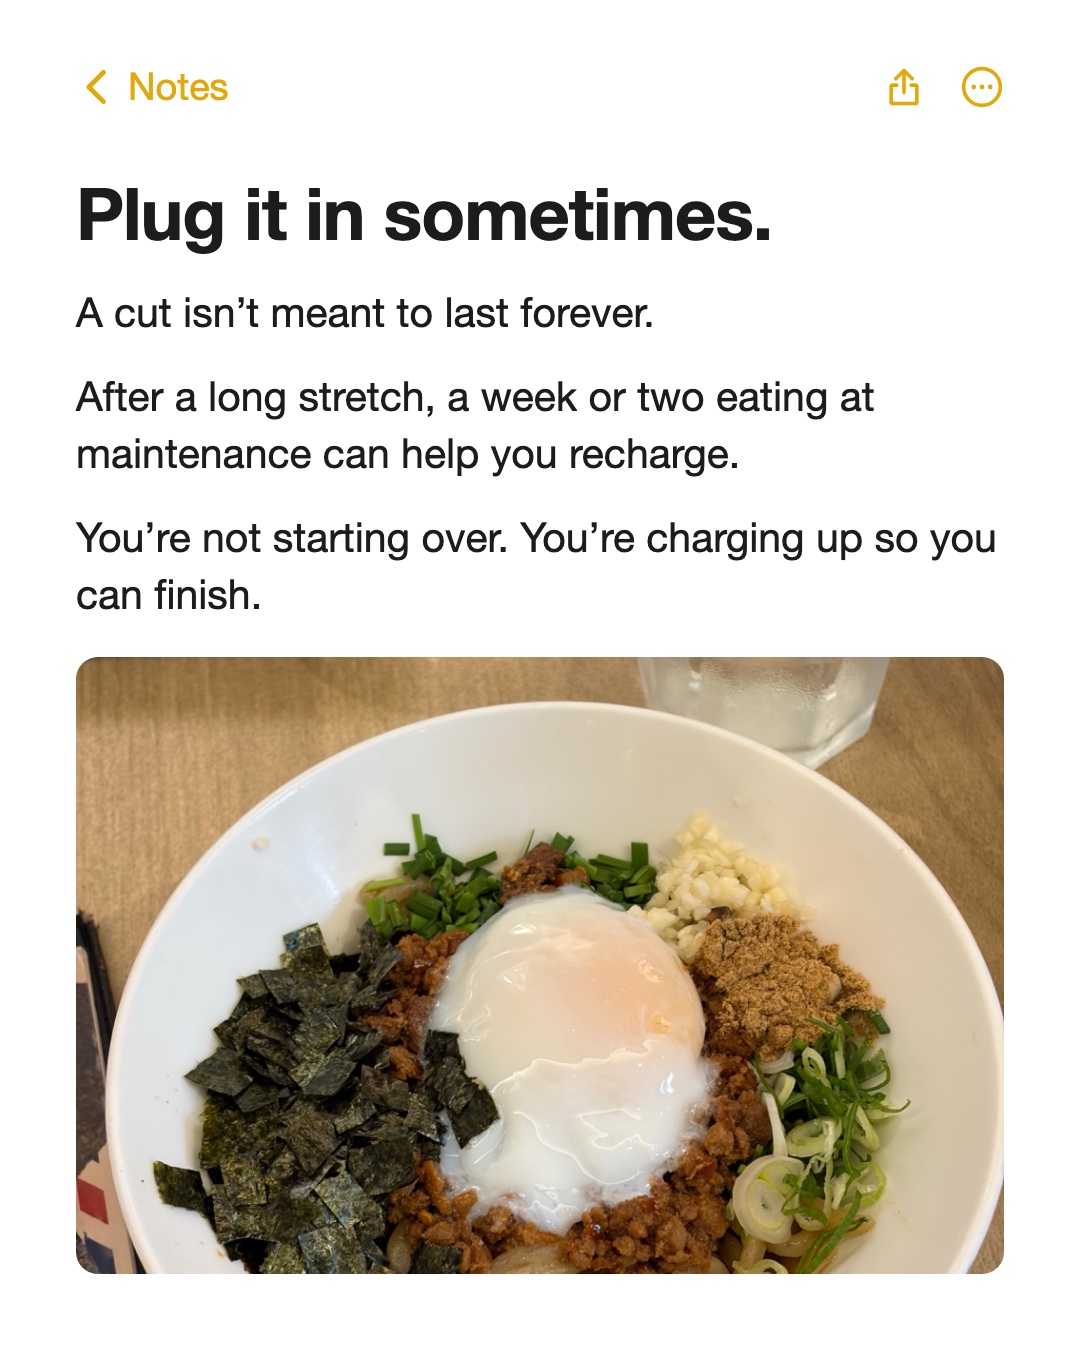 Notes
Plug it in sometimes.
A cut isn’t meant to last forever.
After a long stretch, a week or two eating at
maintenance can help you recharge.
You’re not starting over. You’re charging up so you
can finish.